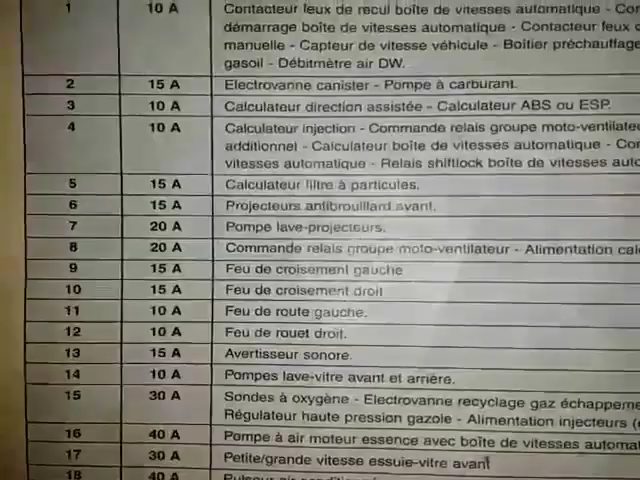 1 10 A Contacteur feux de recul boîte de vitesses automatique - Con
démarrage boîte de vitesses automatique - Contacteur feux d
manuelle - Capteur de vitesse véhicule - Boîtier préchauffage
gasoil - Débitmètre air DW.
2 15 A Electrovanne canister - Pompe à carburant.
3 10 A Calculateur direction assistée - Calculateur ABS ou ESP.
4 10 A Calculateur injection - Commande relais groupe moto-ventilateu
additionnel - Calculateur boîte de vitesses automatique - Con
vitesses automatique - Relais shiftlock boîte de vitesses auto
5 15 A Calculateur filtre à particules.
6 15 A Projecteurs antibrouillard avant.
7 20 A Pompe lave-projecteurs.
8 20 A Commande relais groupe moto-ventilateur - Alimentation calc
9 15 A Feu de croisement gauche
10 15 A Feu de croisement droit
11 10 A Feu de route gauche.
12 10 A Feu de rouet droit.
13 15 A Avertisseur sonore.
14 10 A Pompes lave-vitre avant et arrière.
15 30 A Sondes à oxygène - Electrovanne recyclage gaz échappeme
Régulateur haute pression gazole - Alimentation injecteurs (
16 40 A Pompe à air moteur essence avec boîte de vitesses automat
17 30 A Petite/grande vitesse essuie-vitre avant
18 40 A